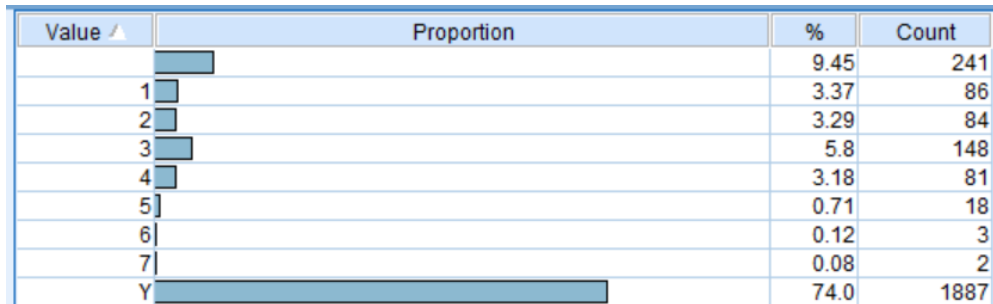 Value Proportion % Count
9.45 241
1 3.37 86
2 3.29 84
3 5.8 148
4 3.18 81
5 0.71 18
6 0.12 3
7 0.08 2
Y 74.0 1887